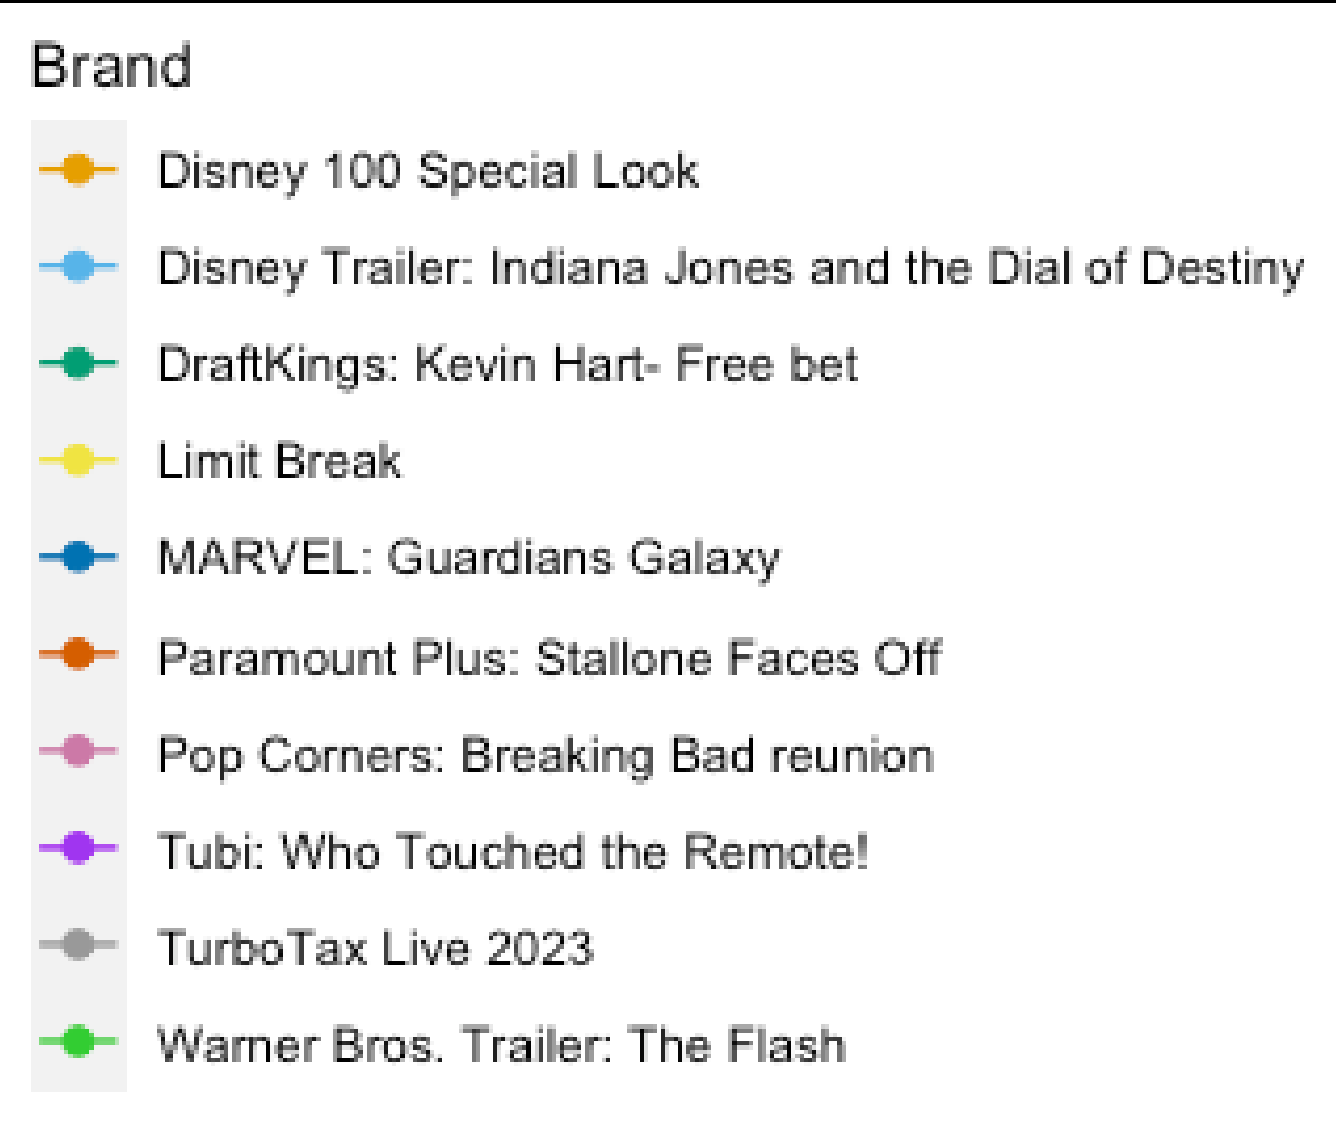 Brand
Disney 100 Special Look
Disney Trailer: Indiana Jones and the Dial of Destiny
DraftKings: Kevin Hart- Free bet
Limit Break
MARVEL: Guardians Galaxy
Paramount Plus: Stallone Faces Off
Pop Corners: Breaking Bad reunion
Tubi: Who Touched the Remote!
TurboTax Live 2023
Warner Bros. Trailer: The Flash